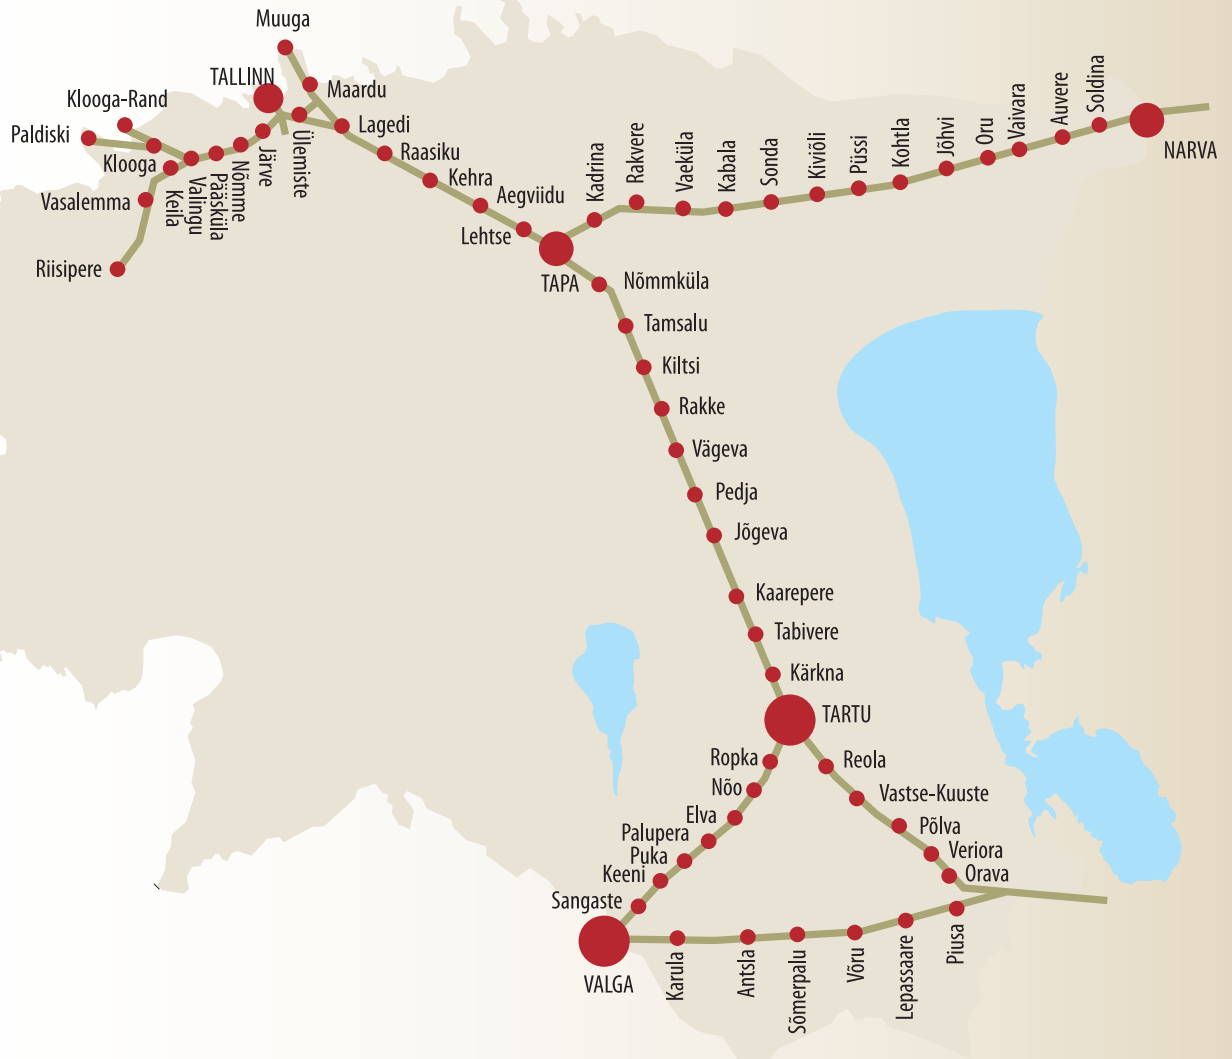 Muuga
TALLINN
Maardu
Klooga-Rand
Paldiski
Lagedi
Klooga
Raasiku
Vasalemma
Keila
Valingu
Pääsküla
Nõmme
Järve
Ülemiste
Kehra
Aegviidu
Lehtse
Riisipere
TAPA
Kadrina
Rakvere
Vaeküla
Kabala
Sonda
Kiviõli
Püssi
Kohtla
Jõhvi
Oru
Vaivara
Auvere
Soldina
NARVA
Nõmmküla
Tamsalu
Kiltsi
Rakke
Vägeva
Pedja
Jõgeva
Kaarepere
Tabivere
Kärkna
TARTU
Ropka
Reola
Nõo
Vastse-Kuuste
Elva
Põlva
Palupera
Puka
Veriora
Keeni
Orava
Sangaste
VALGA
Karula
Antsla
Sõmerpalu
Võru
Lepassaare
Piusa